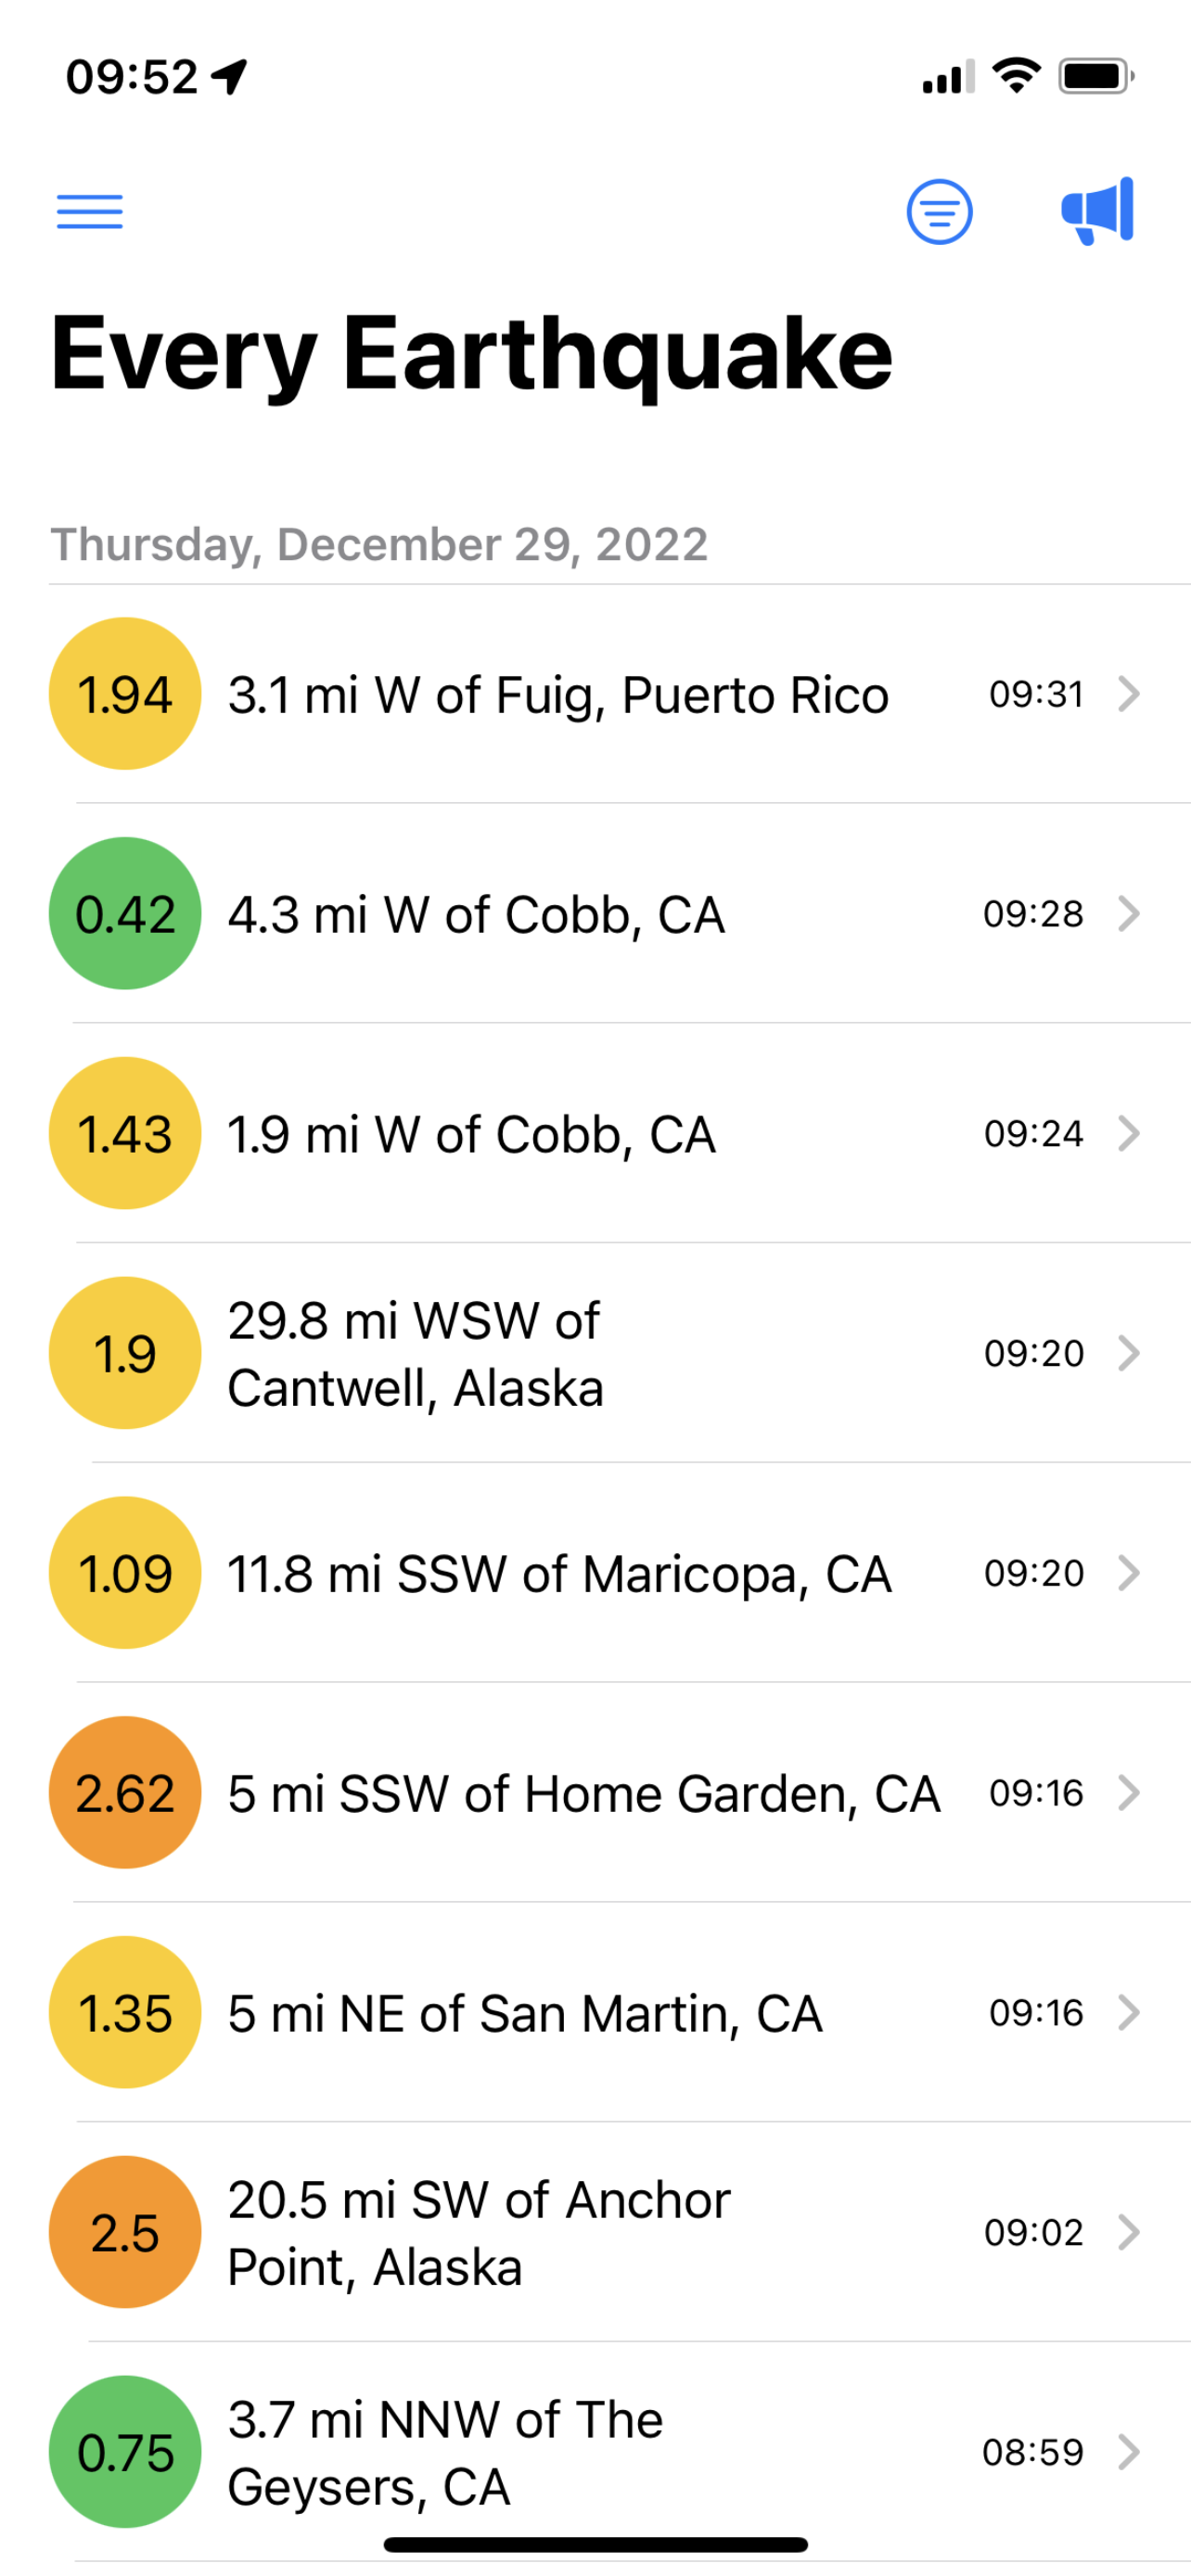 09:52
Every Earthquake
Thursday, December 29, 2022
1.94 3.1 mi W of Fuig, Puerto Rico 09:31
0.42 4.3 mi W of Cobb, CA 09:28
1.43 1.9 mi W of Cobb, CA 09:24
1.9 29.8 mi WSW of
Cantwell, Alaska 09:20
1.09 11.8 mi SSW of Maricopa, CA 09:20
2.62 5 mi SSW of Home Garden, CA 09:16
1.35 5 mi NE of San Martin, CA 09:16
2.5 20.5 mi SW of Anchor
Point, Alaska 09:02
0.75 3.7 mi NNW of The
Geysers, CA 08:59